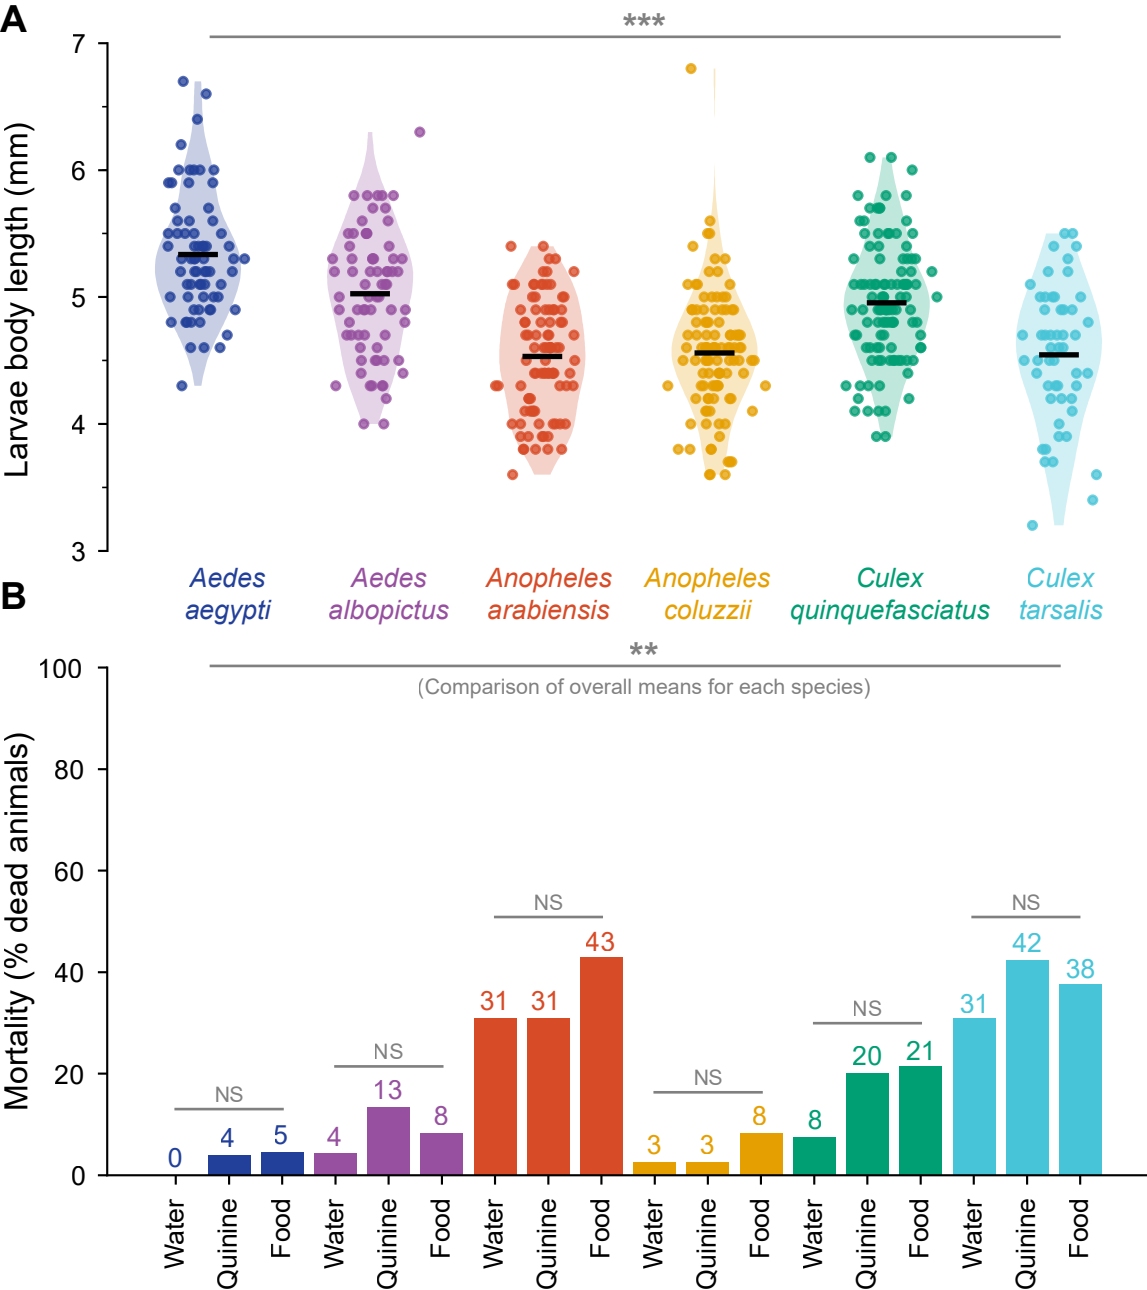 A
***
7
6
5
4
3
Larvae body length (mm)
Aedes aegypti
Aedes albopictus
Anopheles arabiensis
Anopheles coluzzii
Culex quinquefasciatus
Culex tarsalis
B
**
(Comparison of overall means for each species)
100
80
60
40
20
0
Mortality (% dead animals)
NS
NS
NS
NS
NS
NS
0
4
5
4
13
8
31
31
43
3
3
8
8
20
21
31
42
38
Water
Quinine
Food
Water
Quinine
Food
Water
Quinine
Food
Water
Quinine
Food
Water
Quinine
Food
Water
Quinine
Food